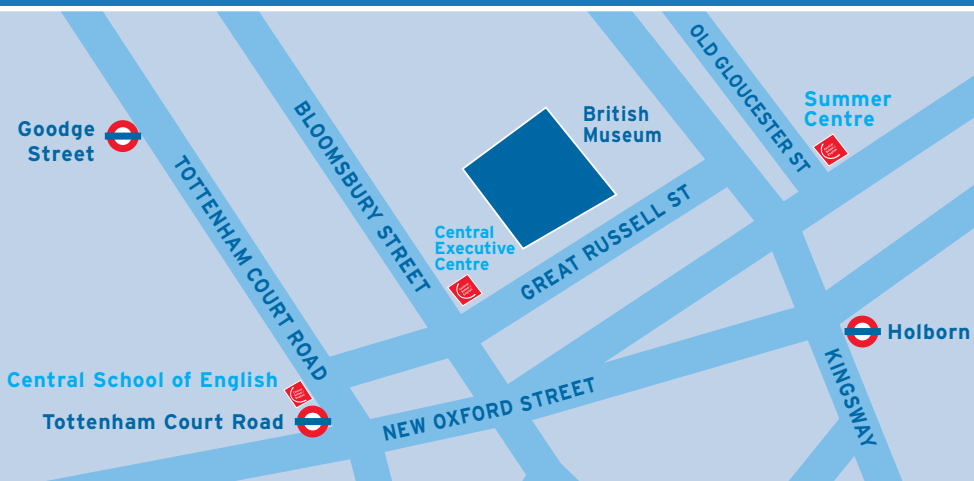 OLD GLOUCESTER ST
Summer
Centre
British
Museum
Goodge
Street
BLOOMSBURY STREET
TOTTENHAM COURT ROAD
Central
Executive
Centre
GREAT RUSSELL ST
Holborn
KINGSWAY
Central School of English
Tottenham Court Road
NEW OXFORD STREET